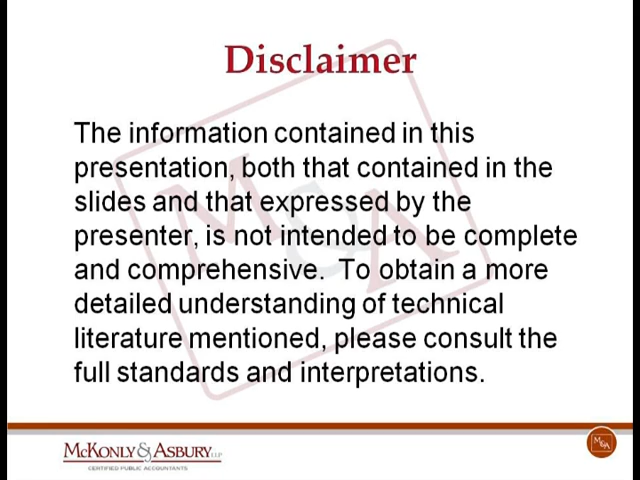 Disclaimer
The information contained in this
presentation, both that contained in the
slides and that expressed by the
presenter, is not intended to be complete
and comprehensive.  To obtain a more
detailed understanding of technical
literature mentioned, please consult the
full standards and interpretations.
M&A
McKonly & Asbury LLP
M&A
Certified Public Accountants